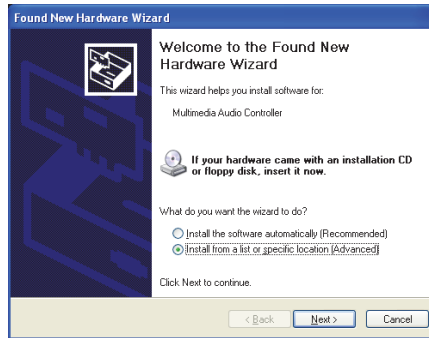 Found New Hardware Wizard
Welcome to the Found New
Hardware Wizard
This wizard helps you install software for:
Multimedia Audio Controller
If your hardware came with an installation CD
or floppy disk, insert it now.
What do you want the wizard to do?
Install the software automatically (Recommended)
Install from a list or specific location (Advanced)
Click Next to continue.
< Back Next > Cancel